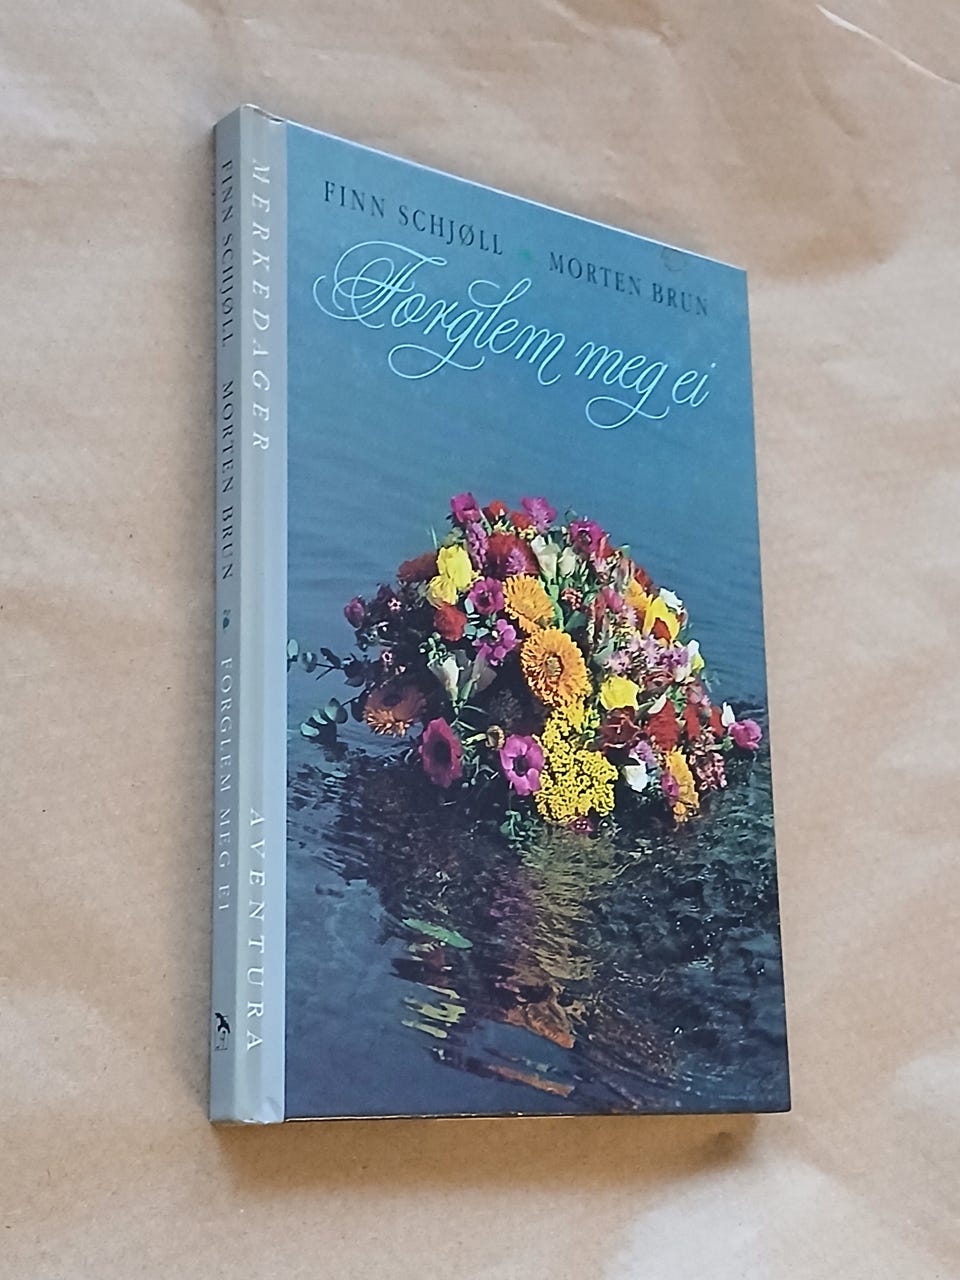 FINN SCHJØLL MORTEN BRUN FORGLEM MEG EI
MERKEDAGER AVENTURA
FINN SCHJØLL MORTEN BRUN
Forglem meg ei